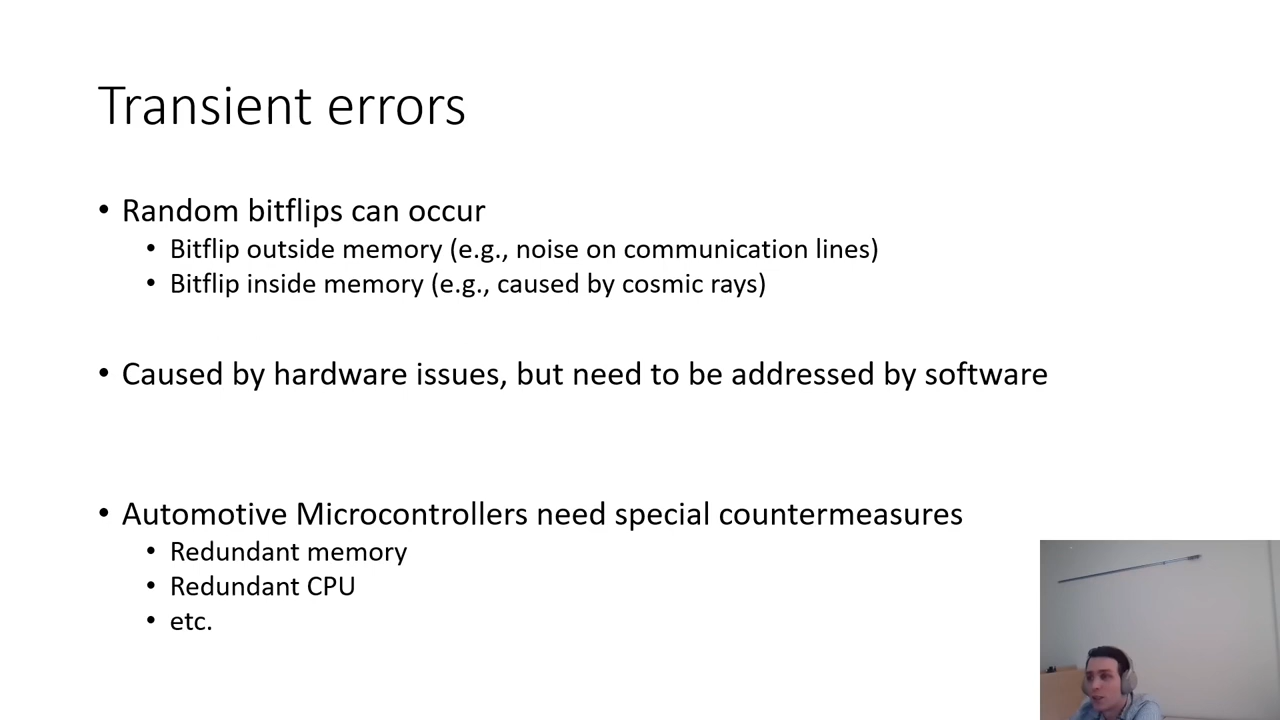 Transient errors
• Random bitflips can occur
• Bitflip outside memory (e.g., noise on communication lines)
• Bitflip inside memory (e.g., caused by cosmic rays)
• Caused by hardware issues, but need to be addressed by software
• Automotive Microcontrollers need special countermeasures
• Redundant memory
• Redundant CPU
• etc.